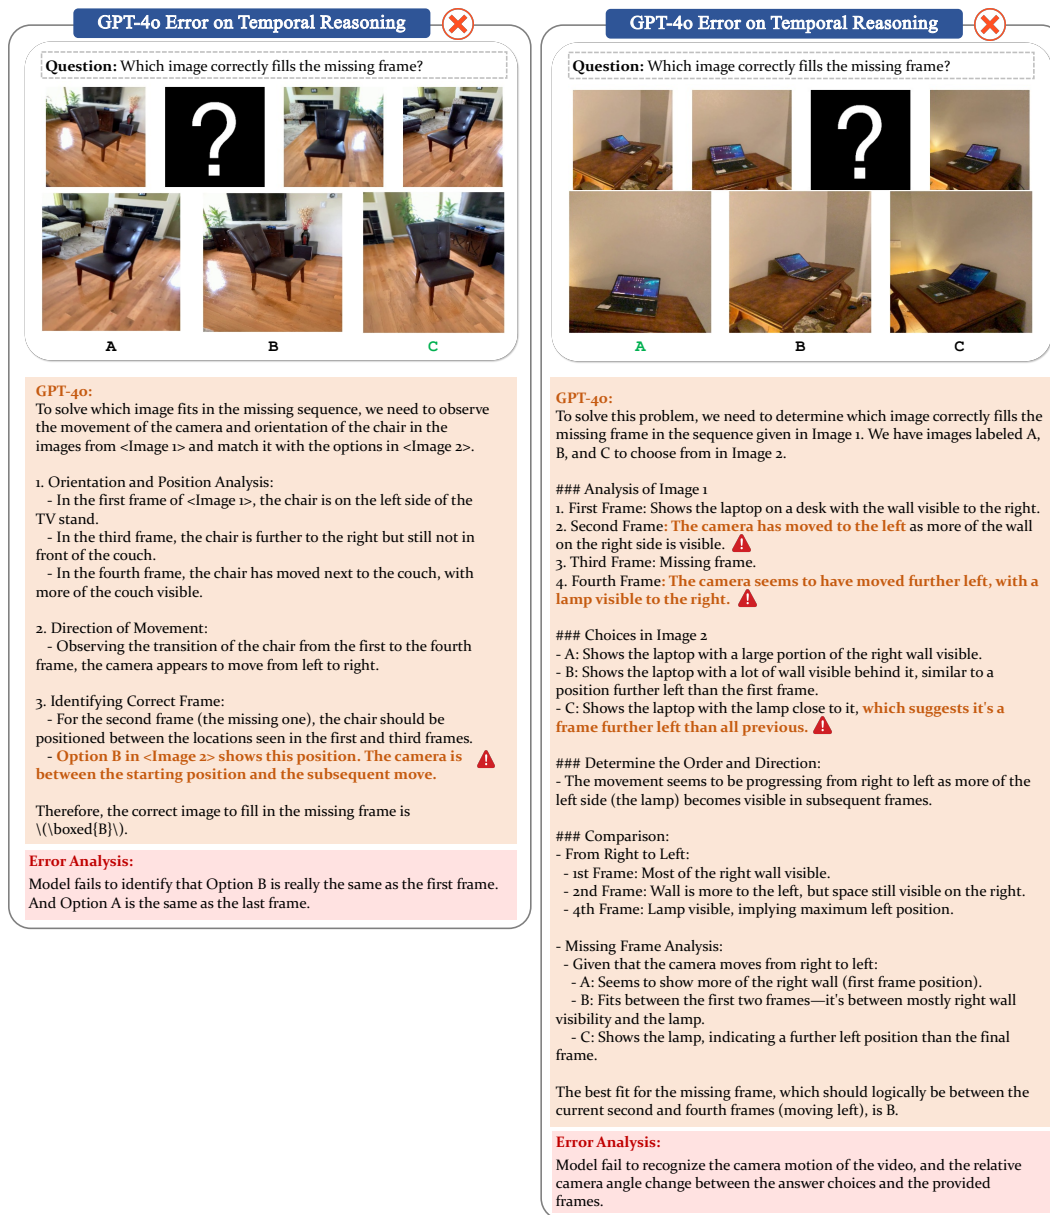 GPT-4o Error on Temporal Reasoning
Question: Which image correctly fills the missing frame?
?
A
B
C
GPT-4o:
To solve which image fits in the missing sequence, we need to observe
the movement of the camera and orientation of the chair in the
images from <Image 1> and match it with the options in <Image 2>.
1. Orientation and Position Analysis:
- In the first frame of <Image 1>, the chair is on the left side of the
TV stand.
- In the third frame, the chair is further to the right but still not in
front of the couch.
- In the fourth frame, the chair has moved next to the couch, with
more of the couch visible.
2. Direction of Movement:
- Observing the transition of the chair from the first to the fourth
frame, the camera appears to move from left to right.
3. Identifying Correct Frame:
- For the second frame (the missing one), the chair should be
positioned between the locations seen in the first and third frames.
- Option B in <Image 2> shows this position. The camera is
between the starting position and the subsequent move.
Therefore, the correct image to fill in the missing frame is
\(\boxed{B}\).
Error Analysis:
Model fails to identify that Option B is really the same as the first frame.
And Option A is the same as the last frame.
GPT-4o Error on Temporal Reasoning
Question: Which image correctly fills the missing frame?
?
A
B
C
GPT-4o:
To solve this problem, we need to determine which image correctly fills the
missing frame in the sequence given in Image 1. We have images labeled A,
B, and C to choose from in Image 2.
### Analysis of Image 1
1. First Frame: Shows the laptop on a desk with the wall visible to the right.
2. Second Frame: The camera has moved to the left as more of the wall
on the right side is visible.
3. Third Frame: Missing frame.
4. Fourth Frame: The camera seems to have moved further left, with a
lamp visible to the right.
### Choices in Image 2
- A: Shows the laptop with a large portion of the right wall visible.
- B: Shows the laptop with a lot of wall visible behind it, similar to a
position further left than the first frame.
- C: Shows the laptop with the lamp close to it, which suggests it's a
frame further left than all previous.
### Determine the Order and Direction:
- The movement seems to be progressing from right to left as more of the
left side (the lamp) becomes visible in subsequent frames.
### Comparison:
- From Right to Left:
- 1st Frame: Most of the right wall visible.
- 2nd Frame: Wall is more to the left, but space still visible on the right.
- 4th Frame: Lamp visible, implying maximum left position.
- Missing Frame Analysis:
- Given that the camera moves from right to left:
- A: Seems to show more of the right wall (first frame position).
- B: Fits between the first two frames—it's between mostly right wall
visibility and the lamp.
- C: Shows the lamp, indicating a further left position than the final
frame.
The best fit for the missing frame, which should logically be between the
current second and fourth frames (moving left), is B.
Error Analysis:
Model fail to recognize the camera motion of the video, and the relative
camera angle change between the answer choices and the provided
frames.